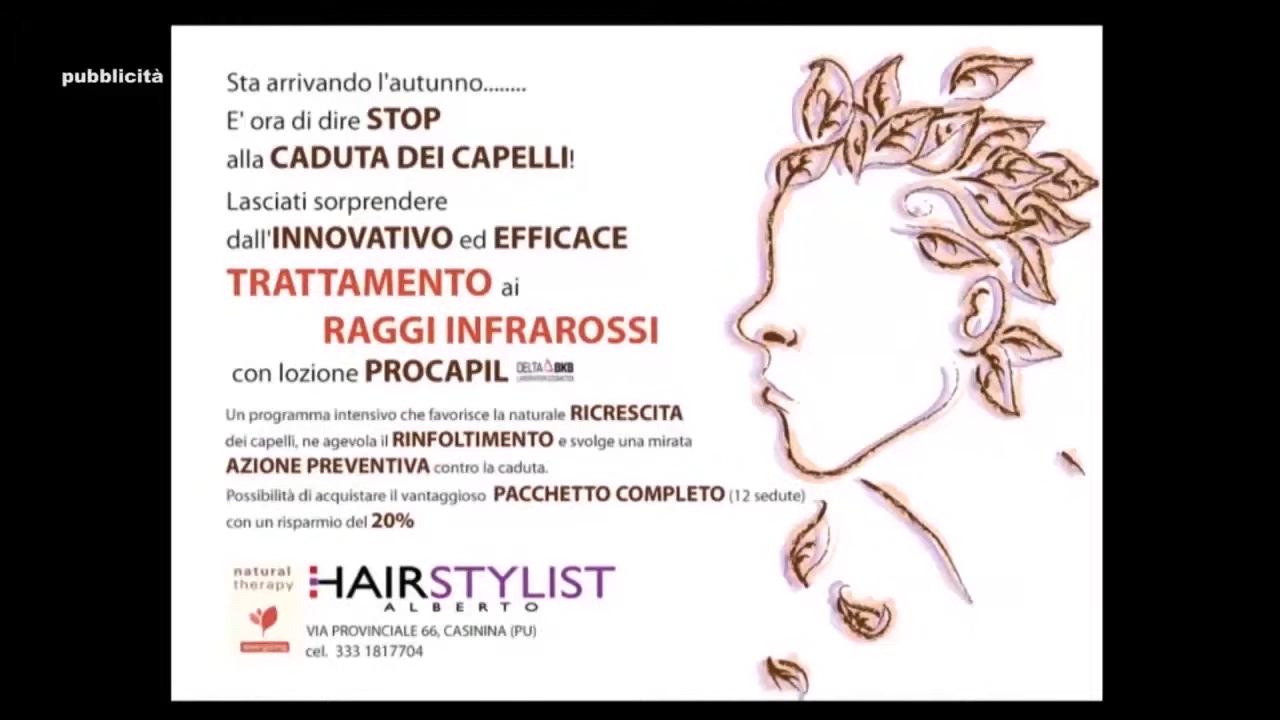 pubblicità
Sta arrivando l'autunno........
E' ora di dire STOP
alla CADUTA DEI CAPELLI!
Lasciati sorprendere
dall'INNOVATIVO ed EFFICACE
TRATTAMENTO ai
RAGGI INFRAROSSI
con lozione PROCAPIL DELTA BKB
Un programma intensivo che favorisce la naturale RICRESCITA
dei capelli, ne agevola il RINFOLTIMENTO e svolge una mirata
AZIONE PREVENTIVA contro la caduta.
Possibilità di acquistare il vantaggioso PACCHETTO COMPLETO (12 sedute)
con un risparmio del 20%
natural
therapy
HAIRSTYLIST
ALBERTO
VIA PROVINCIALE 66, CASININA (PU)
cel. 333 1817704